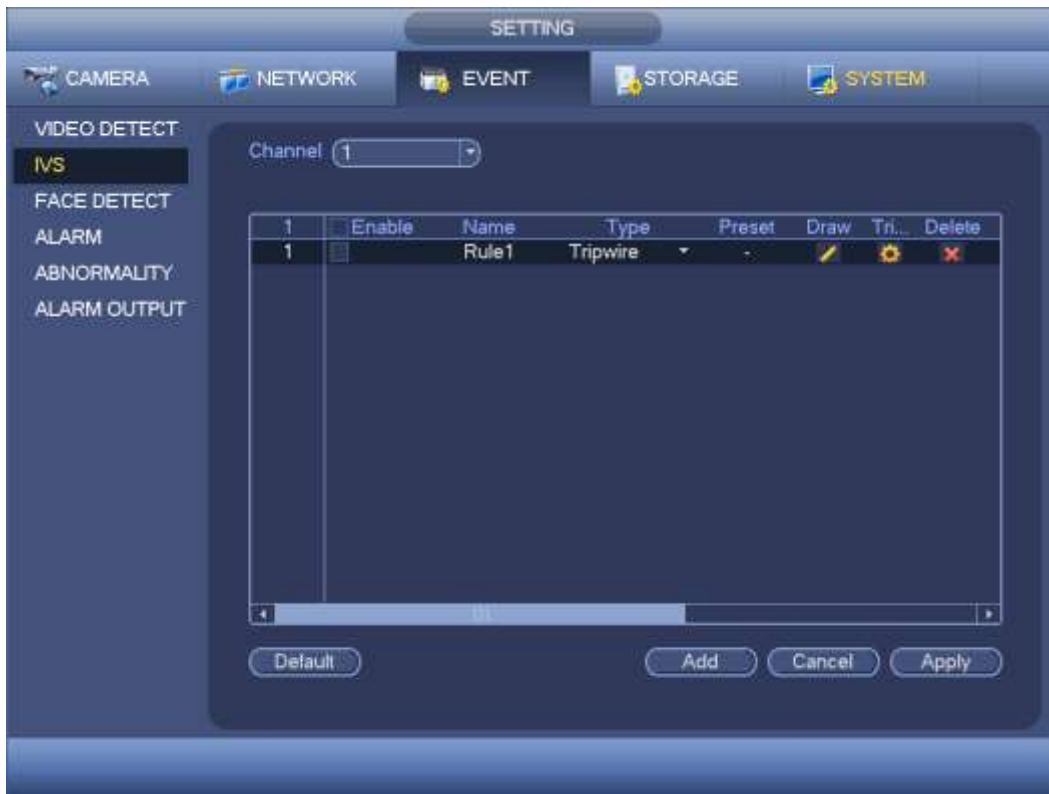 SETTING
CAMERA NETWORK EVENT STORAGE SYSTEM
VIDEO DETECT
IVS
FACE DETECT
ALARM
ABNORMALITY
ALARM OUTPUT
Channel 1
1 Enable Name Type Preset Draw Tri... Delete
1 Rule1 Tripwire -
Default Add Cancel Apply